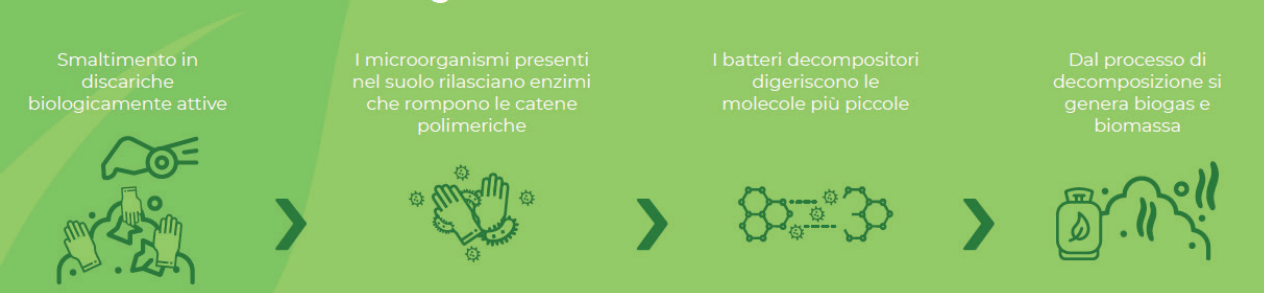 Smaltimento in
discariche
biologicamente attive
I microorganismi presenti
nel suolo rilasciano enzimi
che rompono le catene
polimeriche
I batteri decompositori
digeriscono le
molecole più piccole
Dal processo di
decomposizione si
genera biogas e
biomassa